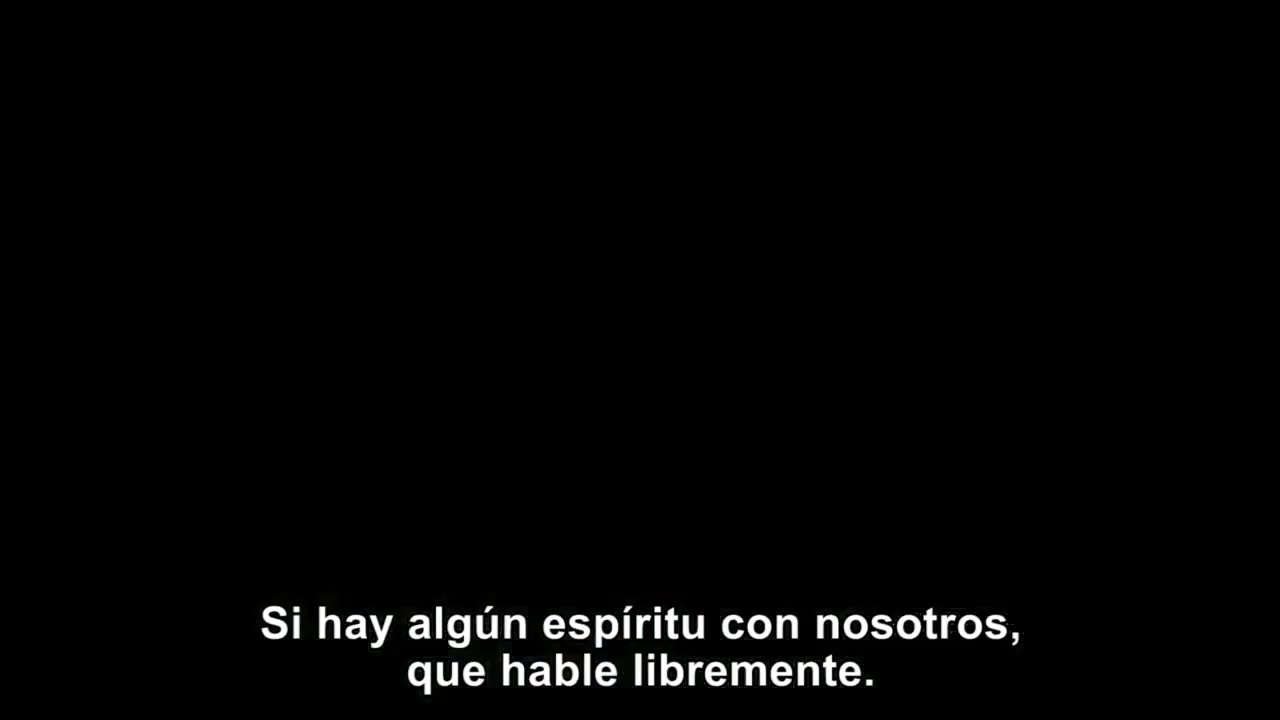 Si hay algún espíritu con nosotros,
que hable libremente.